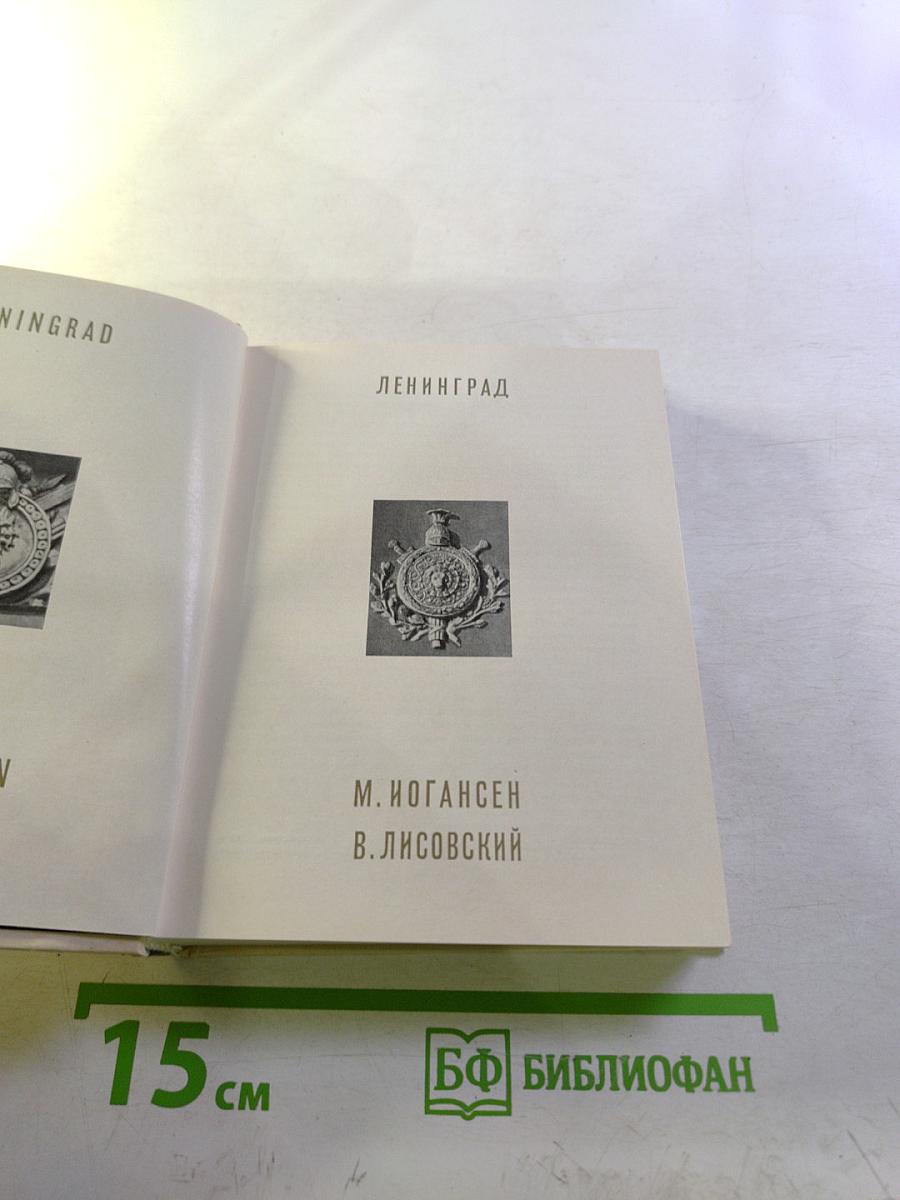 NINGRAD
ЛЕНИНГРАД
М. ИОГАНСЕН
В. ЛИСОВСКИЙ
15 см
БФ БИБЛИОФАН